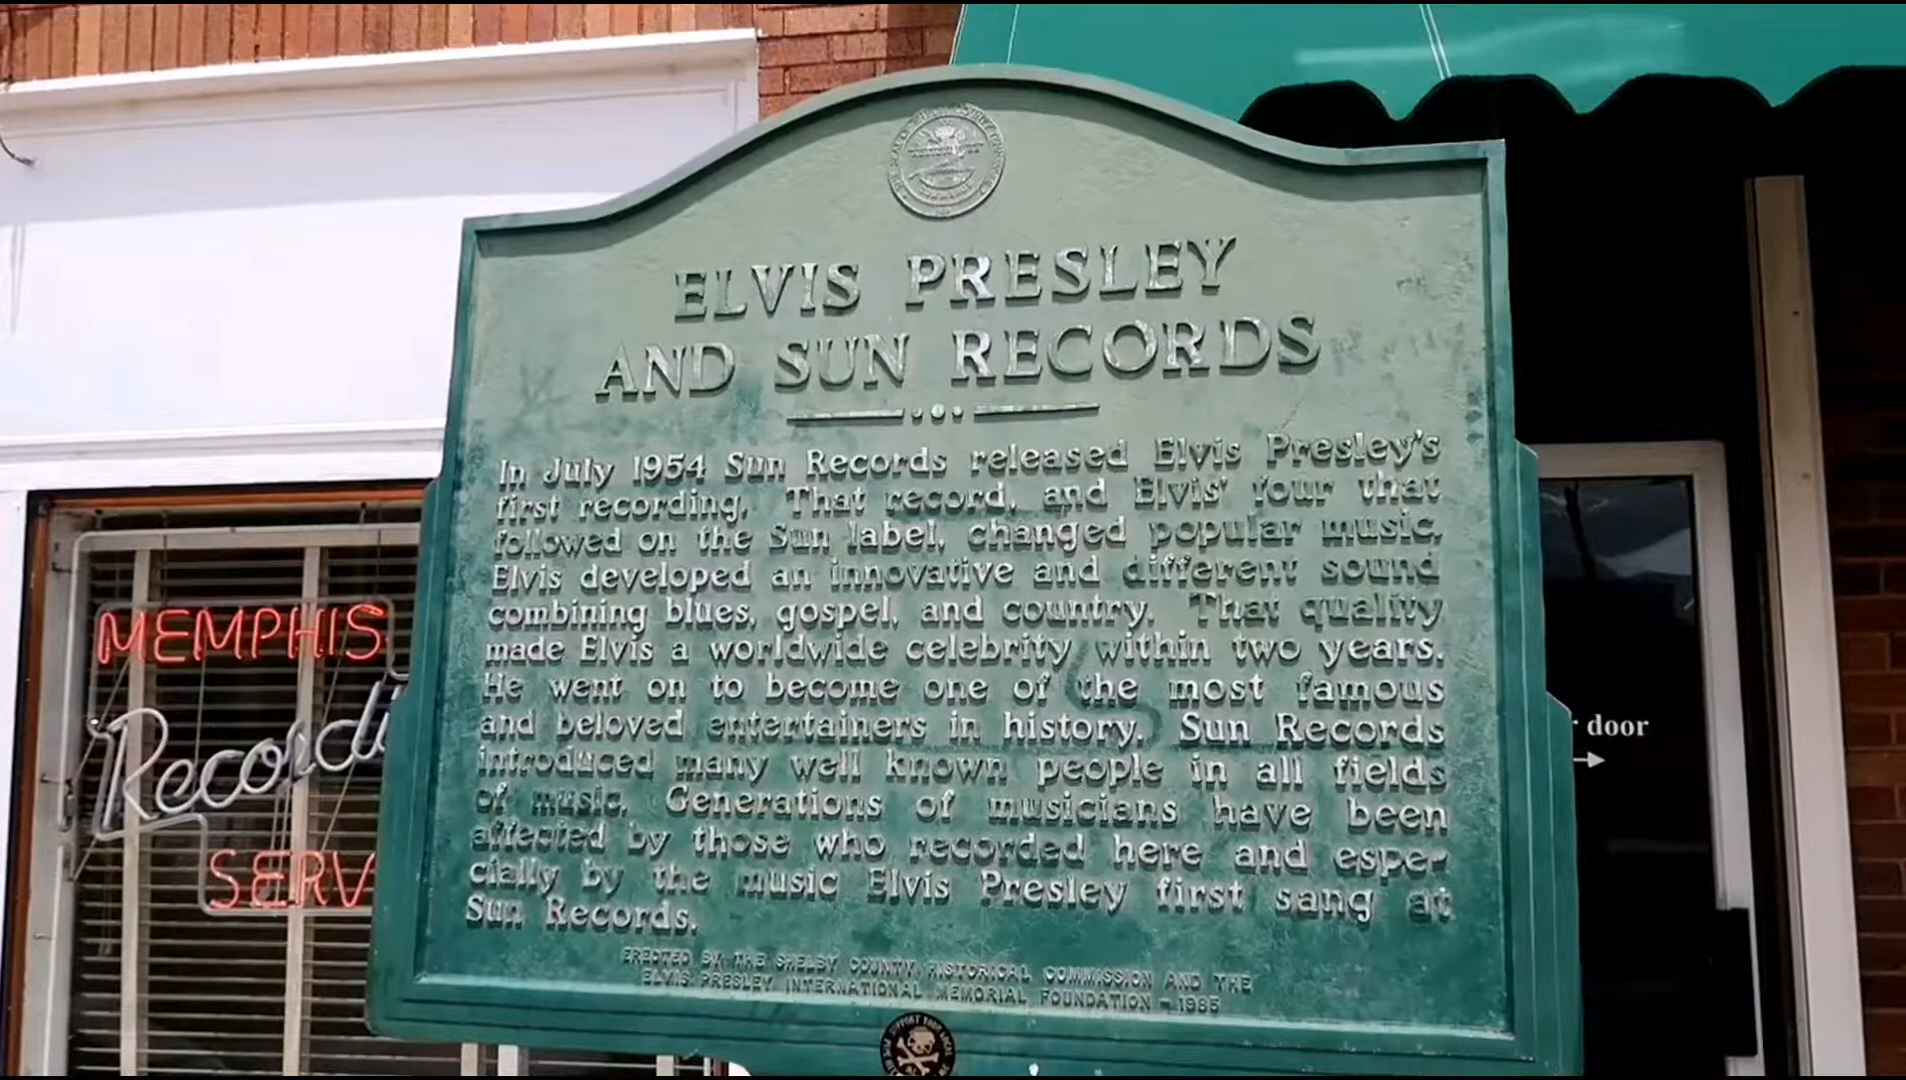 ELVIS PRESLEY
AND SUN RECORDS
In July 1954 Sun Records released Elvis Presley's
first recording. That record, and Elvis' four that
followed on the Sun label, changed popular music.
Elvis developed an innovative and different sound
combining blues, gospel, and country. That quality
made Elvis a worldwide celebrity within two years.
He went on to become one of the most famous
and beloved entertainers in history. Sun Records
introduced many well known people in all fields
of music. Generations of musicians have been
affected by those who recorded here and espe-
cially by the music Elvis Presley first sang at
Sun Records.
ERECTED BY THE SHELBY COUNTY HISTORICAL COMMISSION AND THE
ELVIS PRESLEY INTERNATIONAL MEMORIAL FOUNDATION - 1985
MEMPHIS
Recordi
SERV
r door
SUPPORT YOUR LOCAL